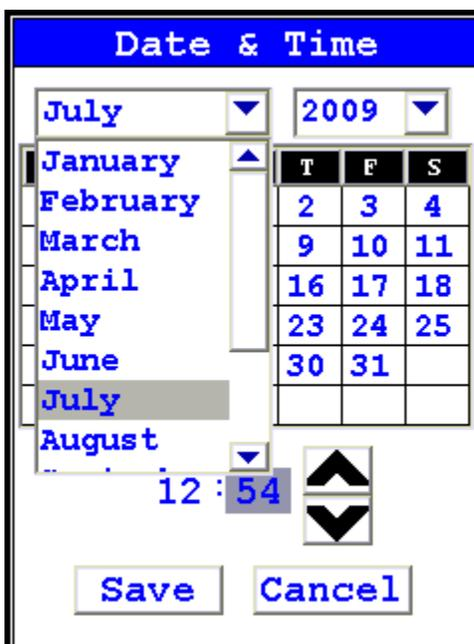 Date & Time
July 2009
January T F S
February 2 3 4
March 9 10 11
April 16 17 18
May 23 24 25
June 30 31
July
August
12:54
Save Cancel